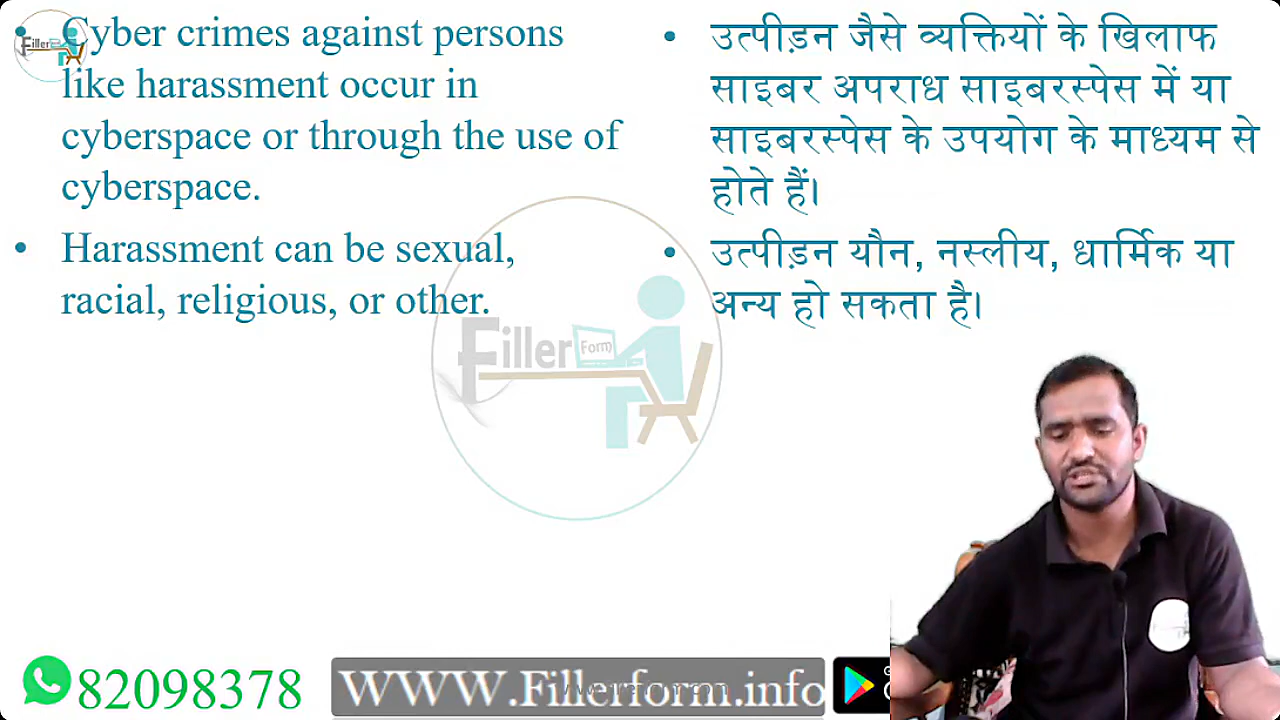 Cyber crimes against persons
like harassment occur in
cyberspace or through the use of
cyberspace.
Harassment can be sexual,
racial, religious, or other.
उत्पीड़न जैसे व्यक्तियों के खिलाफ
साइबर अपराध साइबरस्पेस में या
साइबरस्पेस के उपयोग के माध्यम से
होते हैं।
उत्पीड़न यौन, नस्लीय, धार्मिक या
अन्य हो सकता है।
Filler
Filler Form
82098378
WWW.Fillerform.info